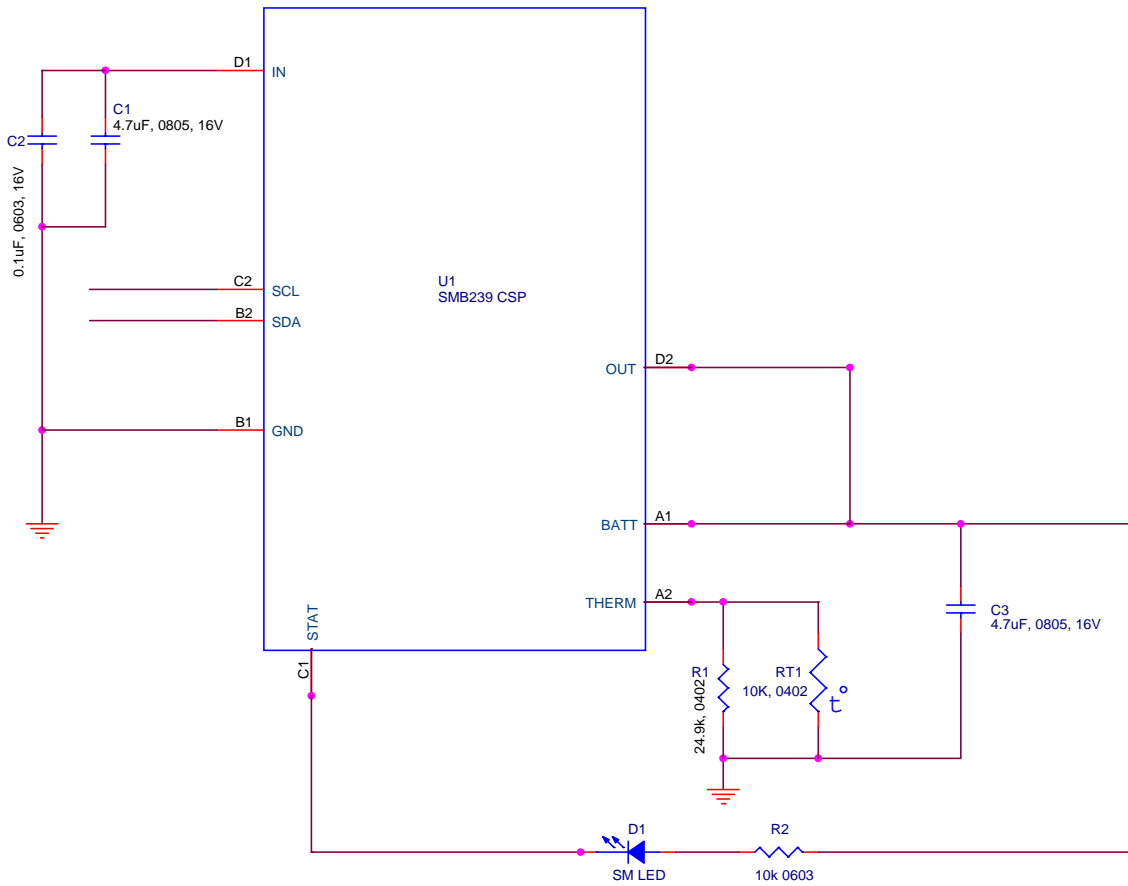 D1
IN
C1
4.7uF, 0805, 16V
C2
0.1uF, 0603, 16V
C2
SCL
B2
SDA
U1
SMB239 CSP
D2
OUT
B1
GND
A1
BATT
A2
THERM
STAT
C1
C3
4.7uF, 0805, 16V
R1
24.9k, 0402
RT1
10K, 0402
t°
D1
SM LED
R2
10k 0603